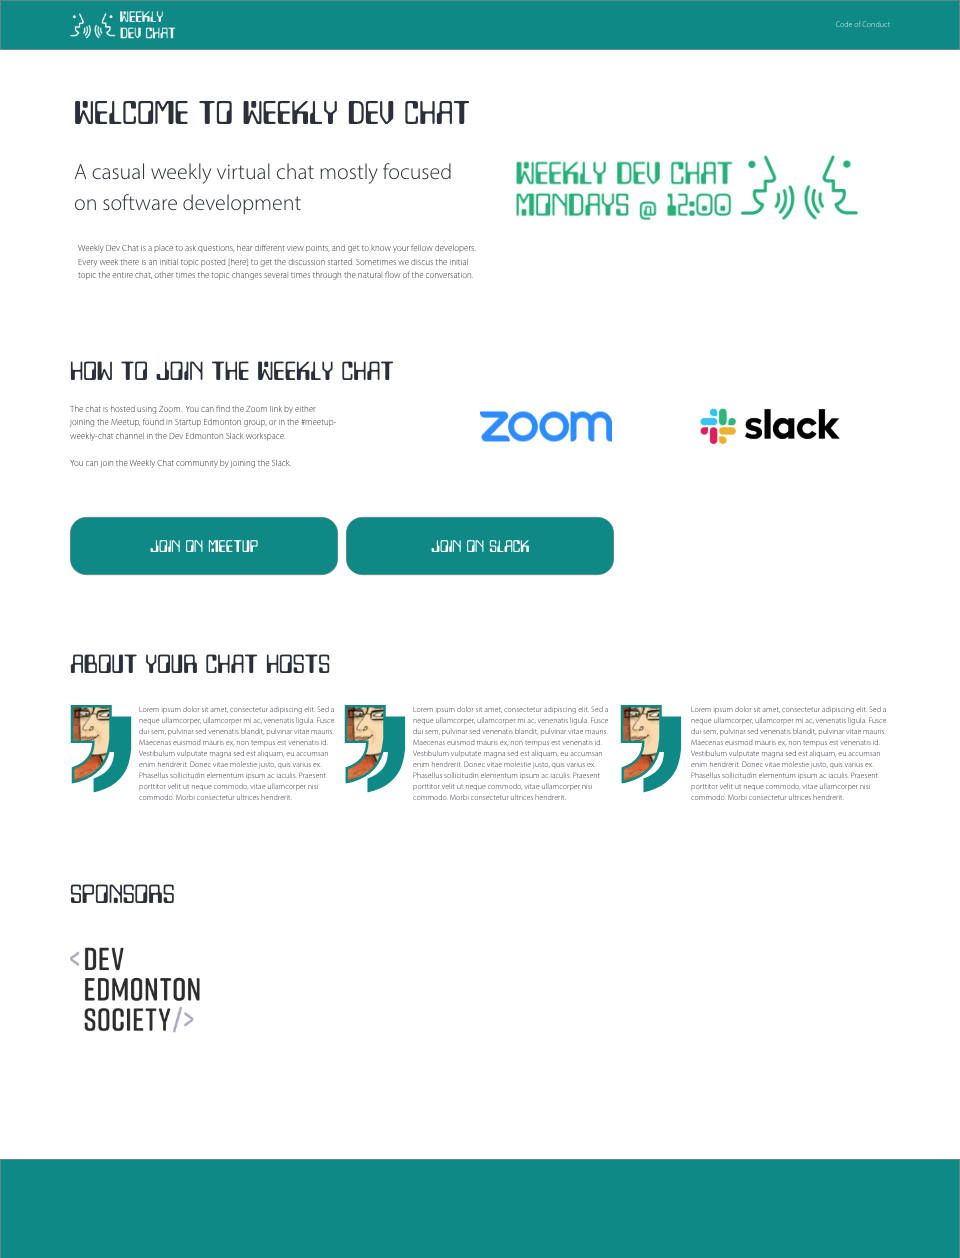 WEEKLY
DEV CHAT
Code of Conduct
WELCOME TO WEEKLY DEV CHAT
A casual weekly virtual chat mostly focused
on software development
WEEKLY DEV CHAT
MONDAYS @ 12:00
Weekly Dev Chat is a place to ask questions, hear different view points, and get to know your fellow developers.
Every week there is an initial topic posted [here] to get the discussion started. Sometimes we discus the initial
topic the entire chat, other times the topic changes several times through the natural flow of the conversation.
HOW TO JOIN THE WEEKLY CHAT
The chat is hosted using Zoom. You can find the Zoom link by either
joining the Meetup, found in Startup Edmonton group, or in the #meetup-
weekly-chat channel in the Dev Edmonton Slack workspace.
You can join the Weekly Chat community by joining the Slack.
zoom
slack
JOIN ON MEETUP
JOIN ON SLACK
ABOUT YOUR CHAT HOSTS
Lorem ipsum dolor sit amet, consectetur adipiscing elit. Sed a
neque ullamcorper, ullamcorper mi ac, venenatis ligula. Fusce
dui sem, pulvinar sed venenatis blandit, pulvinar vitae mauris.
Maecenas euismod mauris ex, non tempus est venenatis id.
Vestibulum vulputate magna sed est aliquam, eu accumsan
enim hendrerit. Donec vitae molestie justo, quis varius ex.
Phasellus sollicitudin elementum ipsum ac iaculis. Praesent
porttitor velit ut neque commodo, vitae ullamcorper nisi
commodo. Morbi consectetur ultrices hendrerit.
Lorem ipsum dolor sit amet, consectetur adipiscing elit. Sed a
neque ullamcorper, ullamcorper mi ac, venenatis ligula. Fusce
dui sem, pulvinar sed venenatis blandit, pulvinar vitae mauris.
Maecenas euismod mauris ex, non tempus est venenatis id.
Vestibulum vulputate magna sed est aliquam, eu accumsan
enim hendrerit. Donec vitae molestie justo, quis varius ex.
Phasellus sollicitudin elementum ipsum ac iaculis. Praesent
porttitor velit ut neque commodo, vitae ullamcorper nisi
commodo. Morbi consectetur ultrices hendrerit.
Lorem ipsum dolor sit amet, consectetur adipiscing elit. Sed a
neque ullamcorper, ullamcorper mi ac, venenatis ligula. Fusce
dui sem, pulvinar sed venenatis blandit, pulvinar vitae mauris.
Maecenas euismod mauris ex, non tempus est venenatis id.
Vestibulum vulputate magna sed est aliquam, eu accumsan
enim hendrerit. Donec vitae molestie justo, quis varius ex.
Phasellus sollicitudin elementum ipsum ac iaculis. Praesent
porttitor velit ut neque commodo, vitae ullamcorper nisi
commodo. Morbi consectetur ultrices hendrerit.
SPONSORS
<DEV
EDMONTON
SOCIETY/>